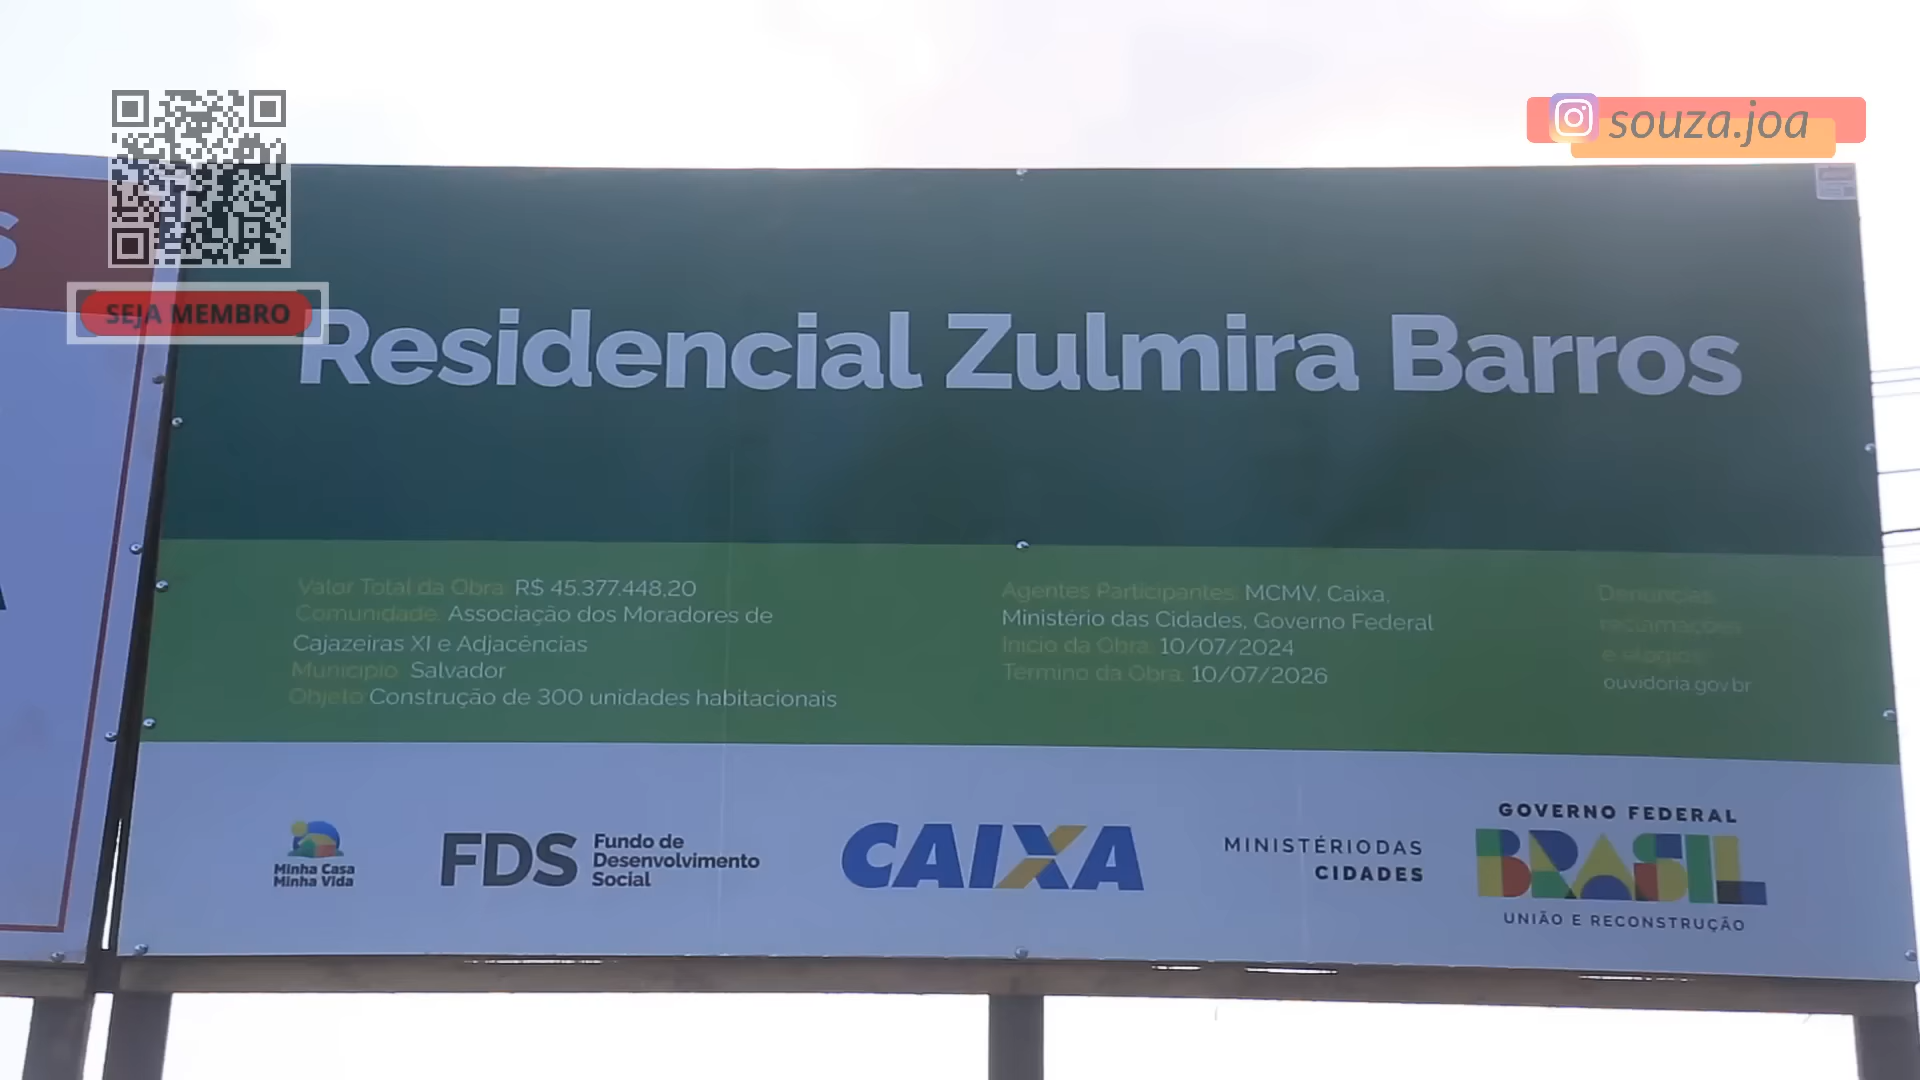 souza.joa
SEJA MEMBRO
S
Residencial Zulmira Barros
Valor Total da Obra: R$ 45.377.448,20
Comunidade: Associação dos Moradores de
Cajazeiras XI e Adjacências
Município: Salvador
Objeto: Construção de 300 unidades habitacionais
Agentes Participantes: MCMV, Caixa,
Ministério das Cidades, Governo Federal
Início da Obra: 10/07/2024
Termino da Obra: 10/07/2026
Denúncias,
reclamações
e elogios:
ouvidoria.gov.br
Minha Casa
Minha Vida
FDS
Fundo de
Desenvolvimento
Social
CAIXA
MINISTÉRIO DAS
CIDADES
GOVERNO FEDERAL
BRASIL
UNIÃO E RECONSTRUÇÃO